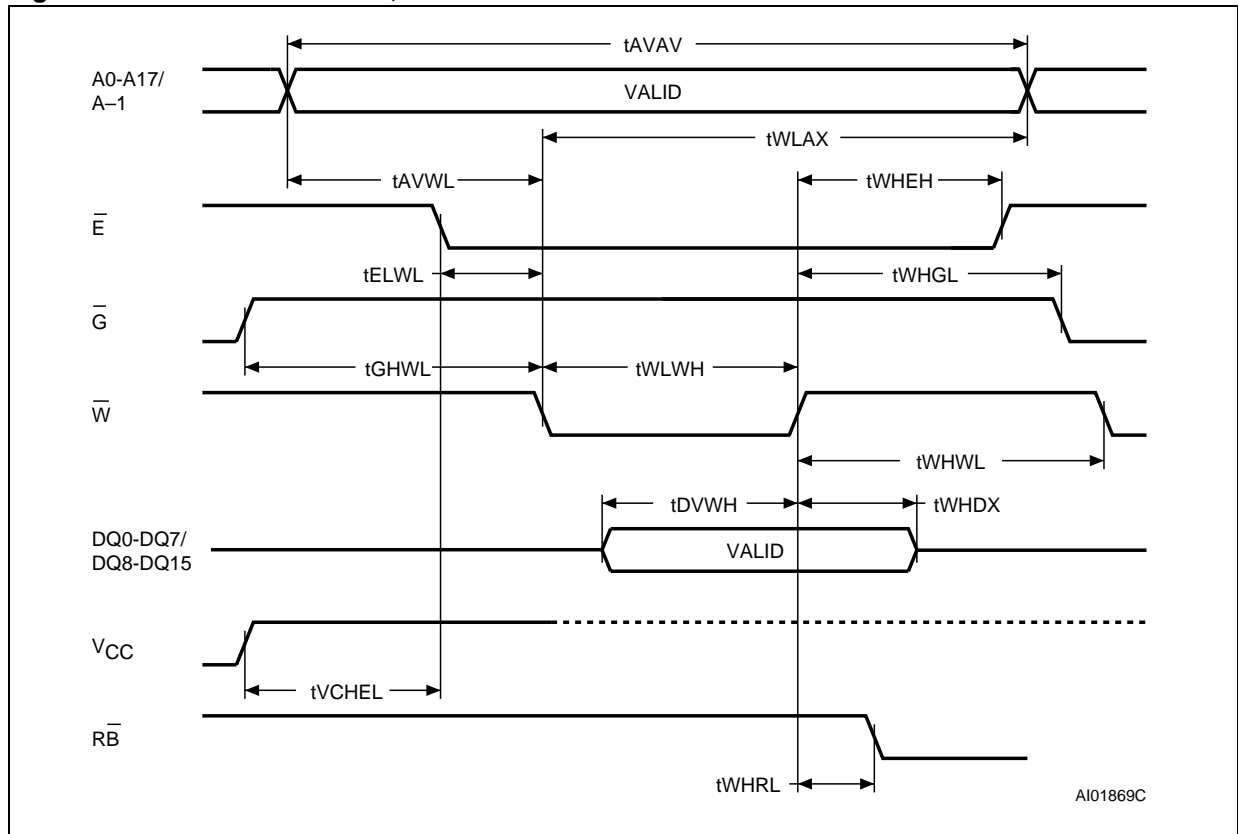 tAVAV
A0-A17/
A–1
VALID
tWLAX
tAVWL
tWHEH
E̅
tELWL
tWHGL
G̅
tGHWL
tWLWH
W̅
tWHWL
tDVWH
tWHDX
DQ0-DQ7/
DQ8-DQ15
VALID
VCC
tVCHEL
RB̅
tWHRL
AI01869C